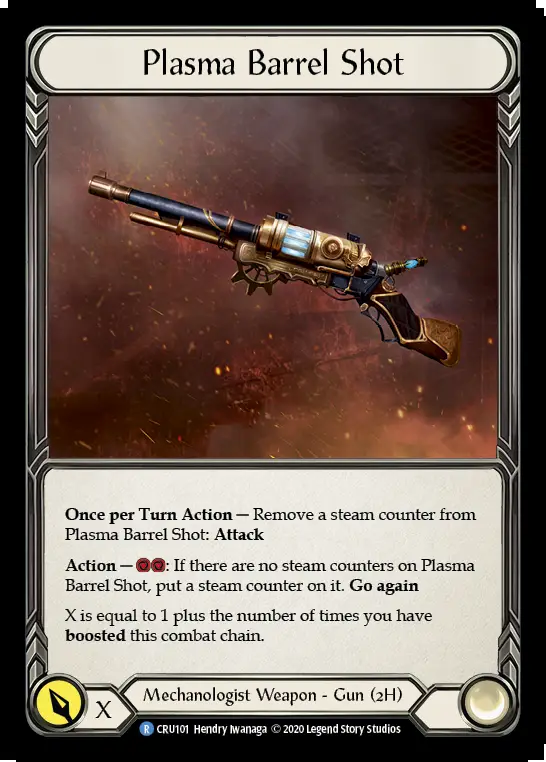 Plasma Barrel Shot
Once per Turn Action — Remove a steam counter from
Plasma Barrel Shot: Attack
Action — : If there are no steam counters on Plasma
Barrel Shot, put a steam counter on it. Go again
X is equal to 1 plus the number of times you have
boosted this combat chain.
X
Mechanologist Weapon - Gun (2H)
R CRU101 Hendry Iwanaga © 2020 Legend Story Studios